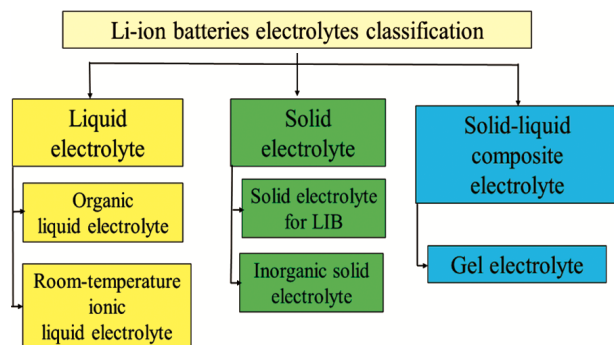 Li-ion batteries electrolytes classification
Liquid
electrolyte
Organic
liquid electrolyte
Room-temperature
ionic
liquid electrolyte
Solid
electrolyte
Solid electrolyte
for LIB
Inorganic solid
electrolyte
Solid-liquid
composite
electrolyte
Gel electrolyte